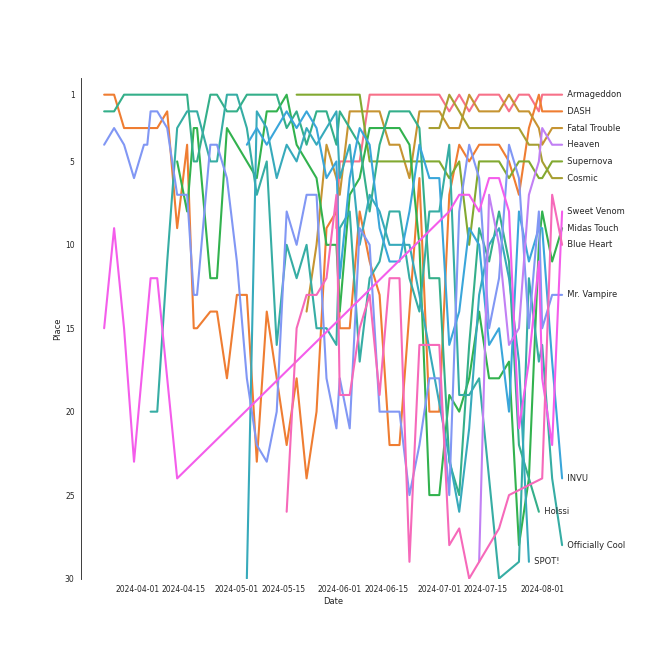 1
5
10
15
20
25
30
Place
Armageddon
DASH
Fatal Trouble
Heaven
Supernova
Cosmic
Sweet Venom
Midas Touch
Blue Heart
Mr. Vampire
INVU
Hossi
Officially Cool
SPOT!
2024-04-01 2024-04-15 2024-05-01 2024-05-15 2024-06-01 2024-06-15 2024-07-01 2024-07-15 2024-08-01
Date